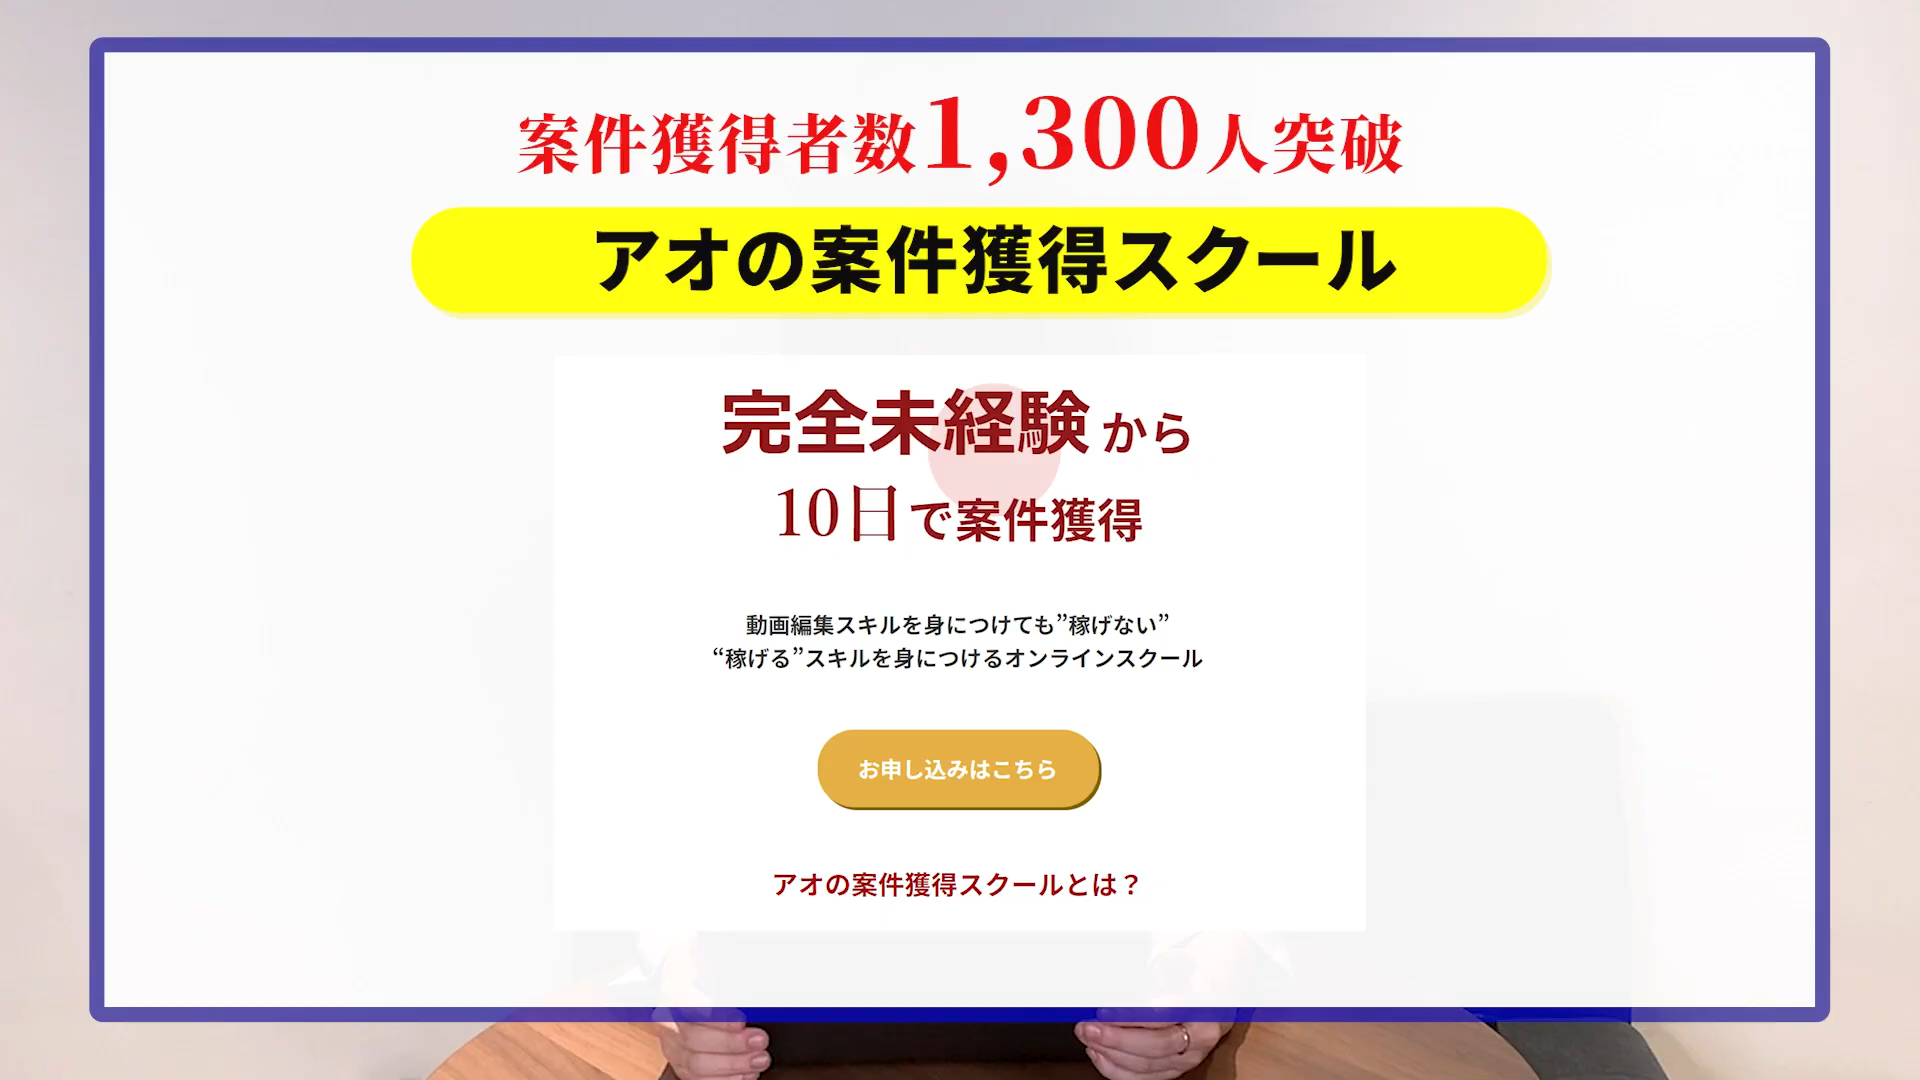 案件獲得者数1,300人突破
アオの案件獲得スクール
完全未経験から
10日で案件獲得
動画編集スキルを身につけても”稼げない”
“稼げる”スキルを身につけるオンラインスクール
お申し込みはこちら
アオの案件獲得スクールとは？